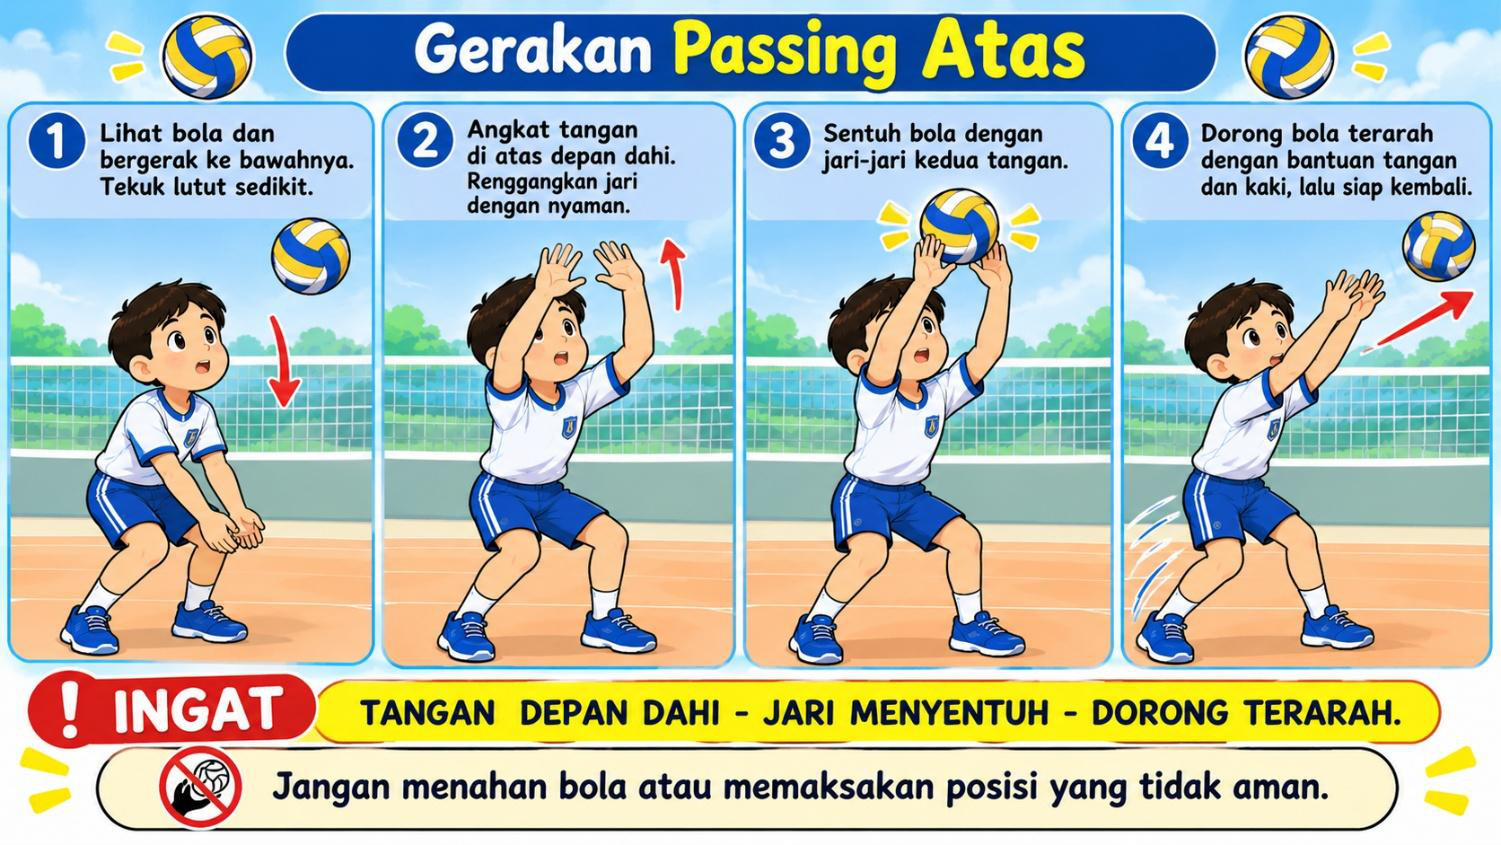 Gerakan Passing Atas
1
Lihat bola dan
bergerak ke bawahnya.
Tekuk lutut sedikit.
2
Angkat tangan
di atas depan dahi.
Renggangkan jari
dengan nyaman.
3
Sentuh bola dengan
jari-jari kedua tangan.
4
Dorong bola terarah
dengan bantuan tangan
dan kaki, lalu siap kembali.
! INGAT
TANGAN DEPAN DAHI - JARI MENYENTUH - DORONG TERARAH.
Jangan menahan bola atau memaksakan posisi yang tidak aman.